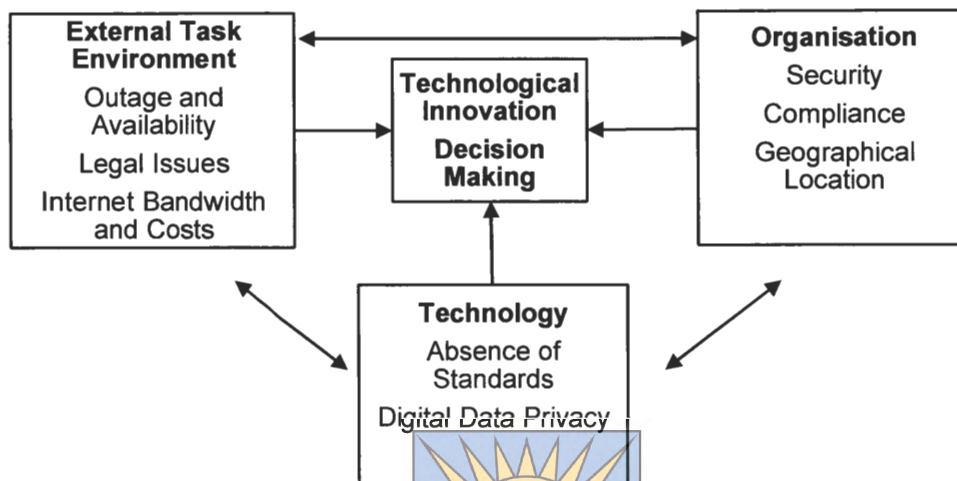 External Task
Environment
Outage and
Availability
Legal Issues
Internet Bandwidth
and Costs
Technological
Innovation
Decision
Making
Organisation
Security
Compliance
Geographical
Location
Technology
Absence of
Standards
Digital Data Privacy